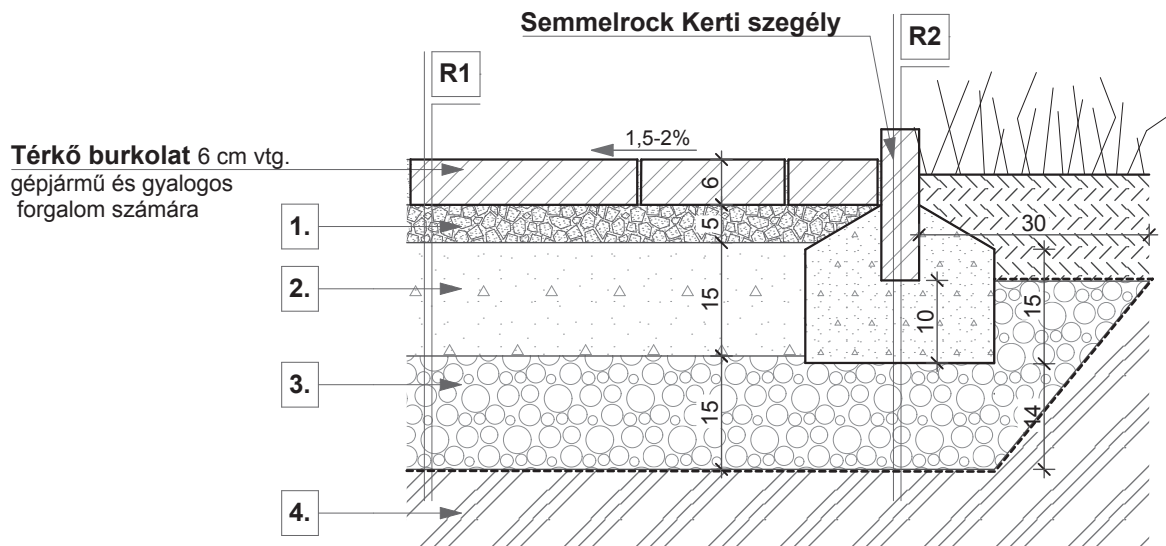 Semmelrock Kerti szegély
R2
R1
1,5-2%
Térkő burkolat 6 cm vtg.
gépjármű és gyalogos
forgalom számára
6
1.
5
30
2.
15
10
15
3.
15
14
4.